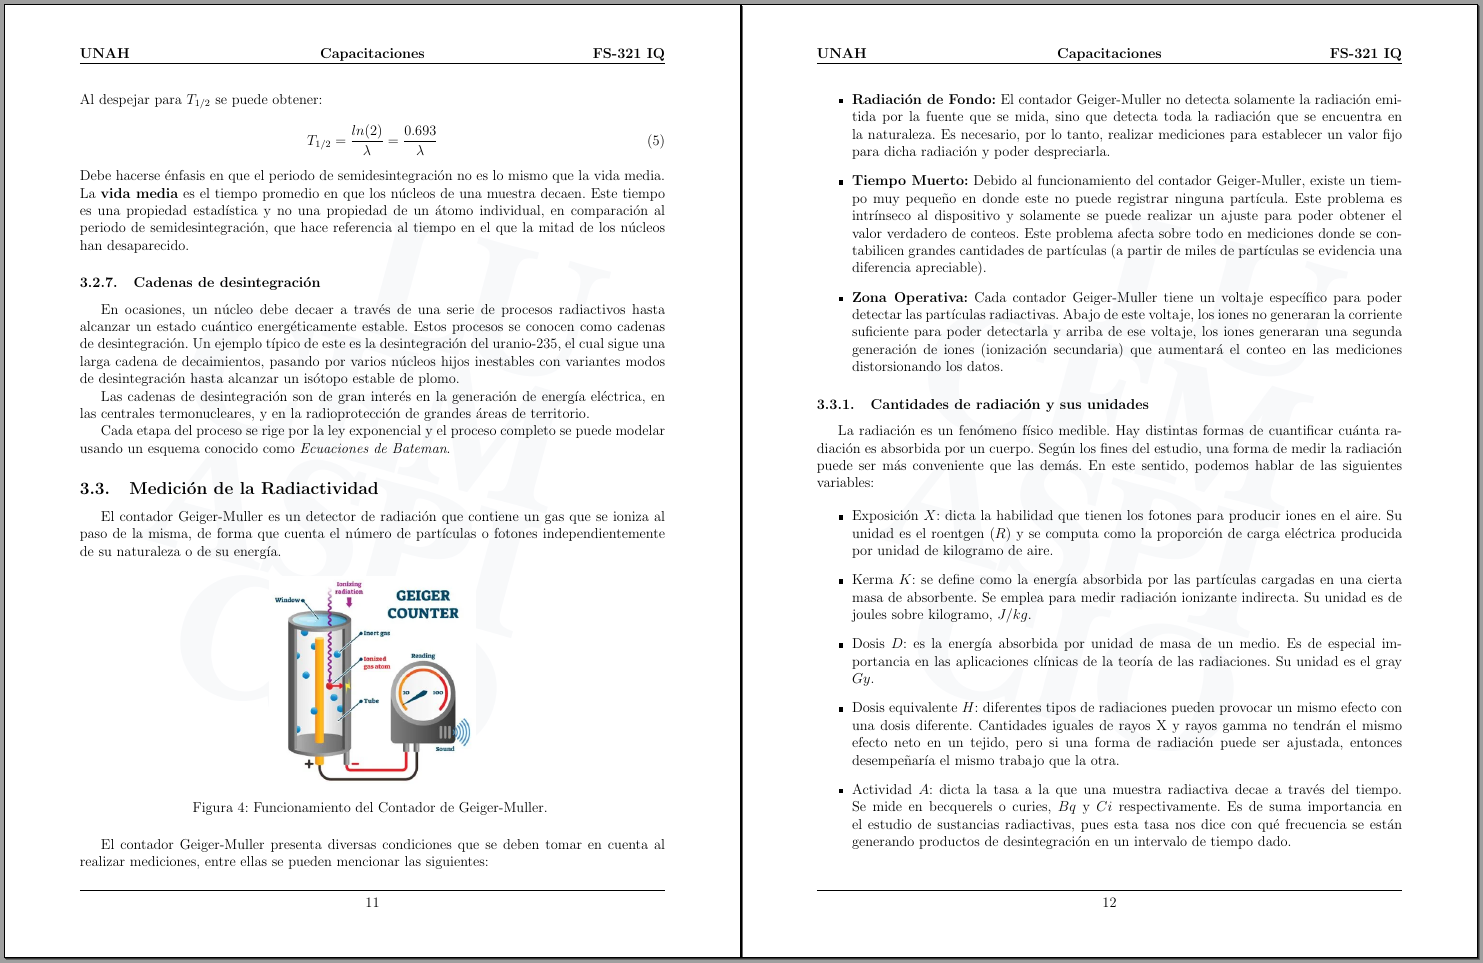 UNAH Capacitaciones FS-321 IQ
Al despejar para T1/2 se puede obtener:
T1/2 = ln(2)/λ = 0.693/λ (5)
Debe hacerse énfasis en que el periodo de semidesintegración no es lo mismo que la vida media.
La vida media es el tiempo promedio en que los núcleos de una muestra decaen. Este tiempo
es una propiedad estadística y no una propiedad de un átomo individual, en comparación al
periodo de semidesintegración, que hace referencia al tiempo en el que la mitad de los núcleos
han desaparecido.
3.2.7. Cadenas de desintegración
En ocasiones, un núcleo debe decaer a través de una serie de procesos radiactivos hasta
alcanzar un estado cuántico energéticamente estable. Estos procesos se conocen como cadenas
de desintegración. Un ejemplo típico de este es la desintegración del uranio-235, el cual sigue una
larga cadena de decaimientos, pasando por varios núcleos hijos inestables con variantes modos
de desintegración hasta alcanzar un isótopo estable de plomo.
Las cadenas de desintegración son de gran interés en la generación de energía eléctrica, en
las centrales termonucleares, y en la radioprotección de grandes áreas de territorio.
Cada etapa del proceso se rige por la ley exponencial y el proceso completo se puede modelar
usando un esquema conocido como Ecuaciones de Bateman.
3.3. Medición de la Radiactividad
El contador Geiger-Muller es un detector de radiación que contiene un gas que se ioniza al
paso de la misma, de forma que cuenta el número de partículas o fotones independientemente
de su naturaleza o de su energía.
Ionizing
radiation
Window
GEIGER
COUNTER
Inert gas
Ionized
gas atom
Reading
20 100
Tube
Sound
+ −
Figura 4: Funcionamiento del Contador de Geiger-Muller.
El contador Geiger-Muller presenta diversas condiciones que se deben tomar en cuenta al
realizar mediciones, entre ellas se pueden mencionar las siguientes:
11
UNAH Capacitaciones FS-321 IQ
▪ Radiación de Fondo: El contador Geiger-Muller no detecta solamente la radiación emi-
tida por la fuente que se mida, sino que detecta toda la radiación que se encuentra en
la naturaleza. Es necesario, por lo tanto, realizar mediciones para establecer un valor fijo
para dicha radiación y poder despreciarla.
▪ Tiempo Muerto: Debido al funcionamiento del contador Geiger-Muller, existe un tiem-
po muy pequeño en donde este no puede registrar ninguna partícula. Este problema es
intrínseco al dispositivo y solamente se puede realizar un ajuste para poder obtener el
valor verdadero de conteos. Este problema afecta sobre todo en mediciones donde se con-
tabilicen grandes cantidades de partículas (a partir de miles de partículas se evidencia una
diferencia apreciable).
▪ Zona Operativa: Cada contador Geiger-Muller tiene un voltaje específico para poder
detectar las partículas radiactivas. Abajo de este voltaje, los iones no generaran la corriente
suficiente para poder detectarla y arriba de ese voltaje, los iones generaran una segunda
generación de iones (ionización secundaria) que aumentará el conteo en las mediciones
distorsionando los datos.
3.3.1. Cantidades de radiación y sus unidades
La radiación es un fenómeno físico medible. Hay distintas formas de cuantificar cuánta ra-
diación es absorbida por un cuerpo. Según los fines del estudio, una forma de medir la radiación
puede ser más conveniente que las demás. En este sentido, podemos hablar de las siguientes
variables:
▪ Exposición X: dicta la habilidad que tienen los fotones para producir iones en el aire. Su
unidad es el roentgen (R) y se computa como la proporción de carga eléctrica producida
por unidad de kilogramo de aire.
▪ Kerma K: se define como la energía absorbida por las partículas cargadas en una cierta
masa de absorbente. Se emplea para medir radiación ionizante indirecta. Su unidad es de
joules sobre kilogramo, J/kg.
▪ Dosis D: es la energía absorbida por unidad de masa de un medio. Es de especial im-
portancia en las aplicaciones clínicas de la teoría de las radiaciones. Su unidad es el gray
Gy.
▪ Dosis equivalente H: diferentes tipos de radiaciones pueden provocar un mismo efecto con
una dosis diferente. Cantidades iguales de rayos X y rayos gamma no tendrán el mismo
efecto neto en un tejido, pero si una forma de radiación puede ser ajustada, entonces
desempeñaría el mismo trabajo que la otra.
▪ Actividad A: dicta la tasa a la que una muestra radiactiva decae a través del tiempo.
Se mide en becquerels o curies, Bq y Ci respectivamente. Es de suma importancia en
el estudio de sustancias radiactivas, pues esta tasa nos dice con qué frecuencia se están
generando productos de desintegración en un intervalo de tiempo dado.
12